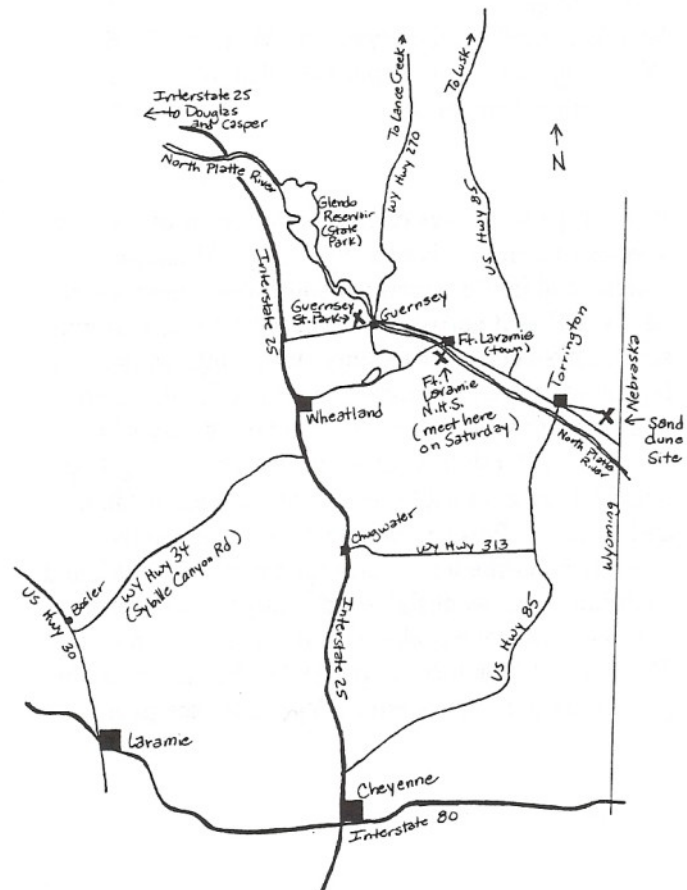 To Lance Creek →
To Lusk →
Interstate 25
← to Douglas
and Casper
North Platte River
WY Hwy 270
US Hwy 85
↑
N
Glendo
Reservoir
(State
Park)
Interstate 25
Guernsey
St. Park →
Guernsey
Ft. Laramie
(town)
Torrington
Nebraska
Wheatland
Ft. ↑
Laramie
N.H.S.
(meet here
on Saturday)
North Platte
River
← Sand
dune
Site
Wyoming
Chugwater
WY Hwy 313
WY Hwy 34
(Sybille Canyon Rd)
Bosler
US Hwy 30
Interstate 25
US Hwy 85
Laramie
Cheyenne
Interstate 80